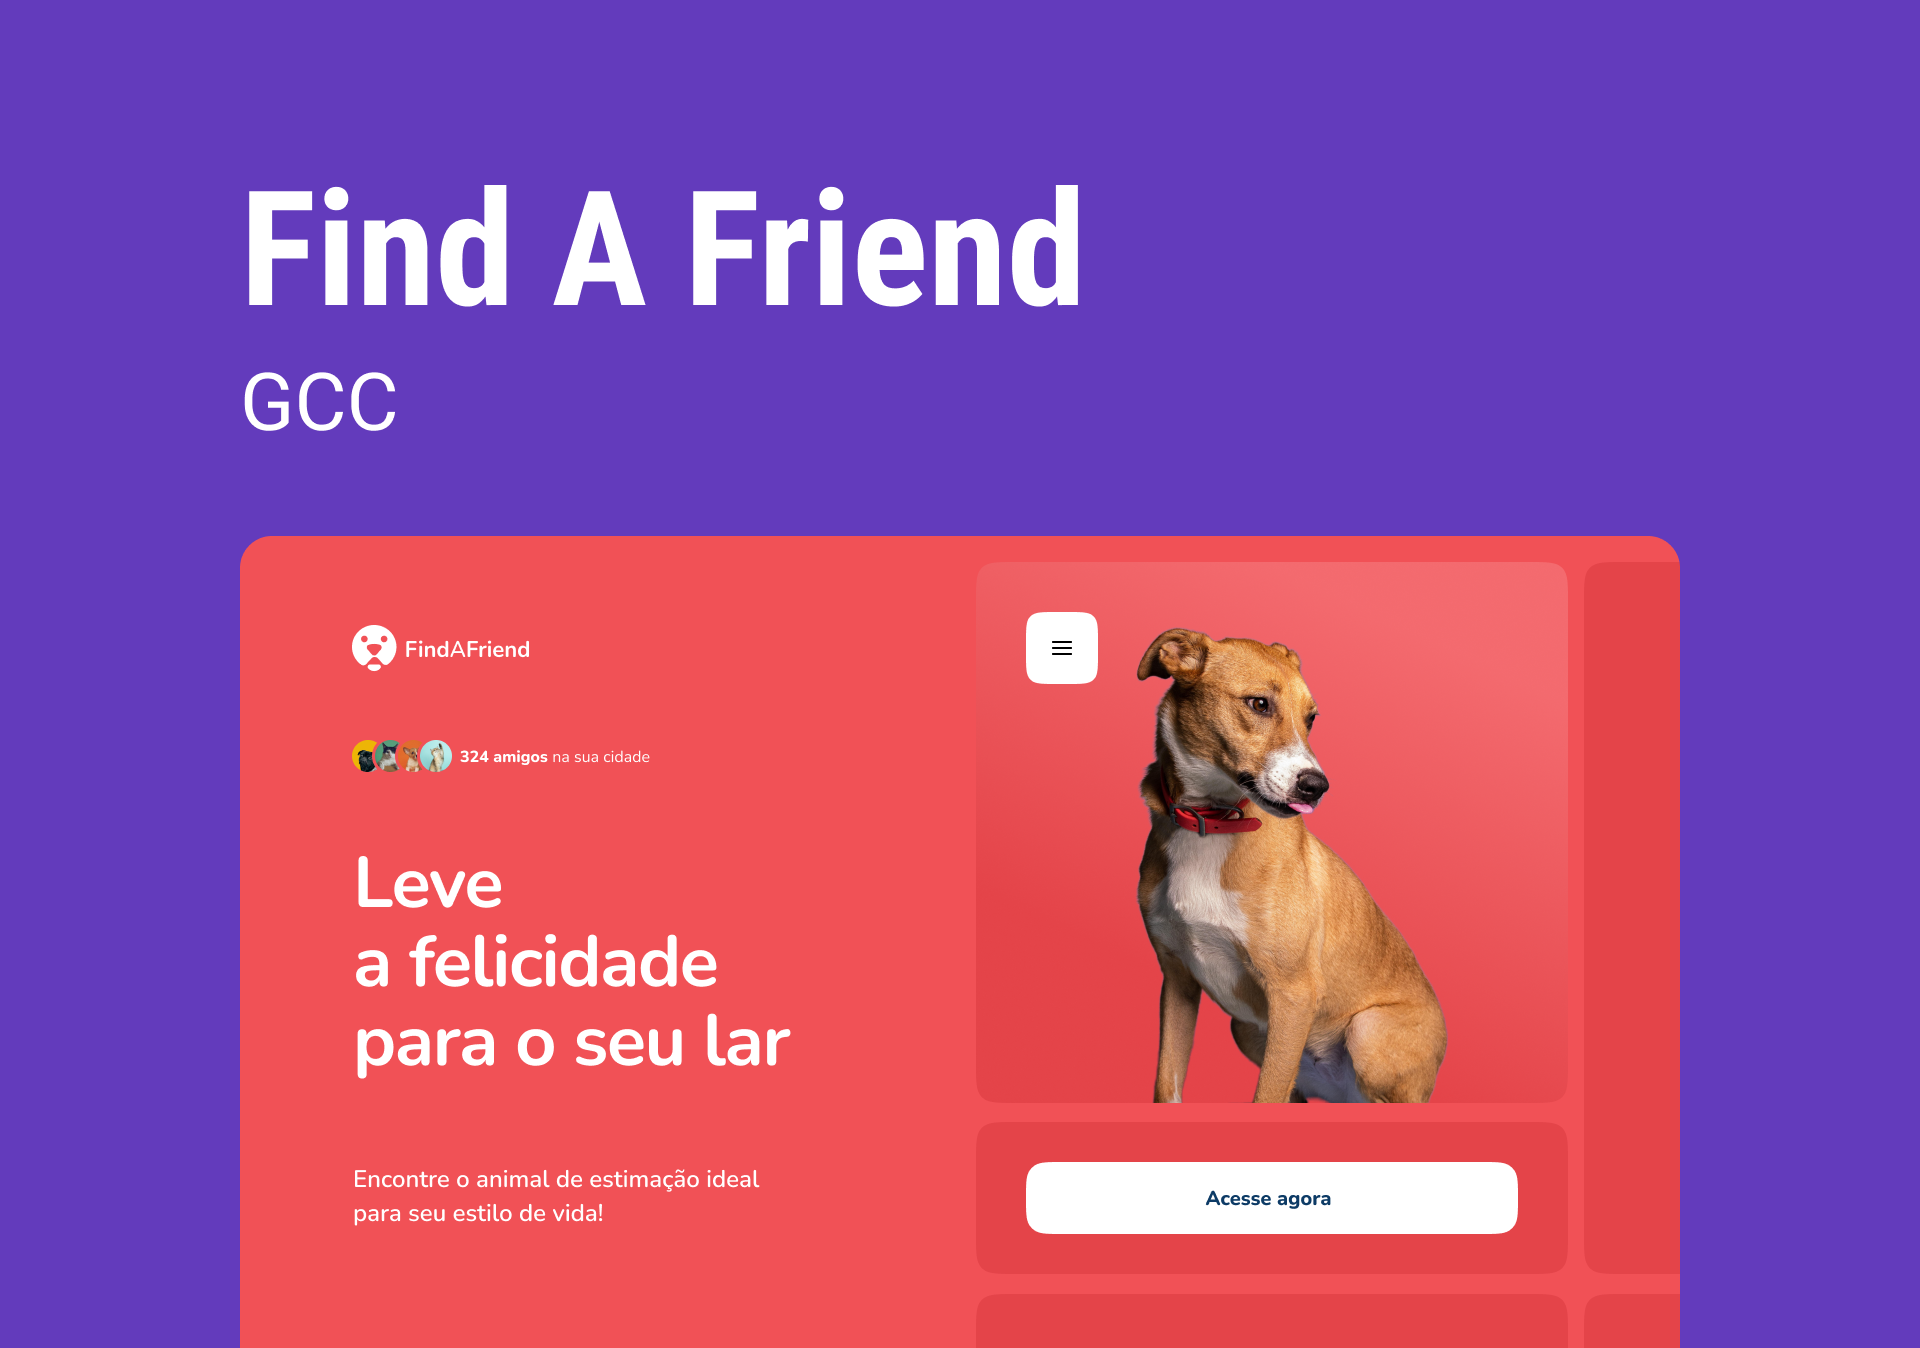 Find A Friend
GCC
FindAFriend
324 amigos na sua cidade
Leve
a felicidade
para o seu lar
Encontre o animal de estimação ideal
para seu estilo de vida!
Acesse agora